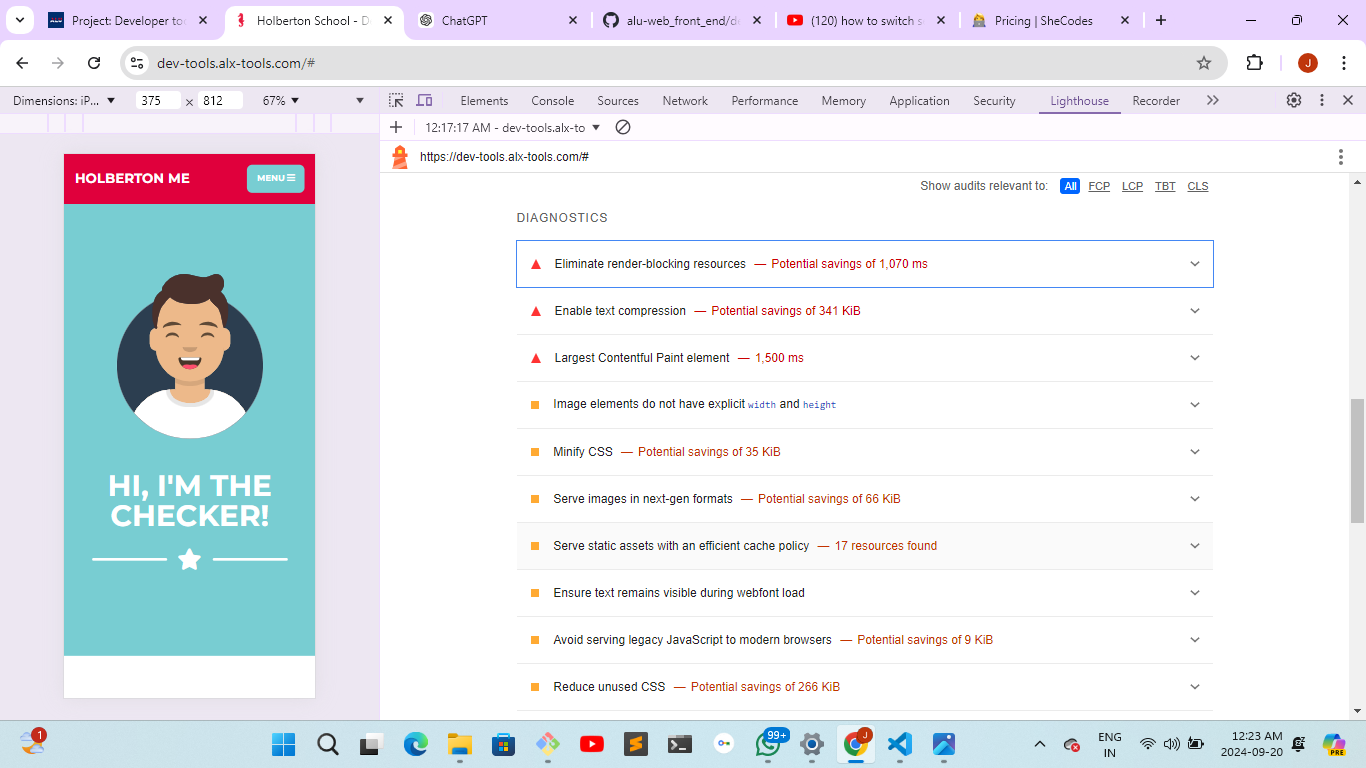 Project: Developer to
Holberton School - D
ChatGPT
alu-web_front_end/de
(120) how to switch s
Pricing | SheCodes
dev-tools.alx-tools.com/#
J
Dimensions: iP... 375 × 812 67%
Elements Console Sources Network Performance Memory Application Security Lighthouse Recorder
12:17:17 AM - dev-tools.alx-to
https://dev-tools.alx-tools.com/#
HOLBERTON ME
MENU
HI, I'M THE
CHECKER!
Show audits relevant to: All FCP LCP TBT CLS
DIAGNOSTICS
Eliminate render-blocking resources — Potential savings of 1,070 ms
Enable text compression — Potential savings of 341 KiB
Largest Contentful Paint element — 1,500 ms
Image elements do not have explicit width and height
Minify CSS — Potential savings of 35 KiB
Serve images in next-gen formats — Potential savings of 66 KiB
Serve static assets with an efficient cache policy — 17 resources found
Ensure text remains visible during webfont load
Avoid serving legacy JavaScript to modern browsers — Potential savings of 9 KiB
Reduce unused CSS — Potential savings of 266 KiB
1
99+
J
ENG
IN
12:23 AM
2024-09-20
PRE